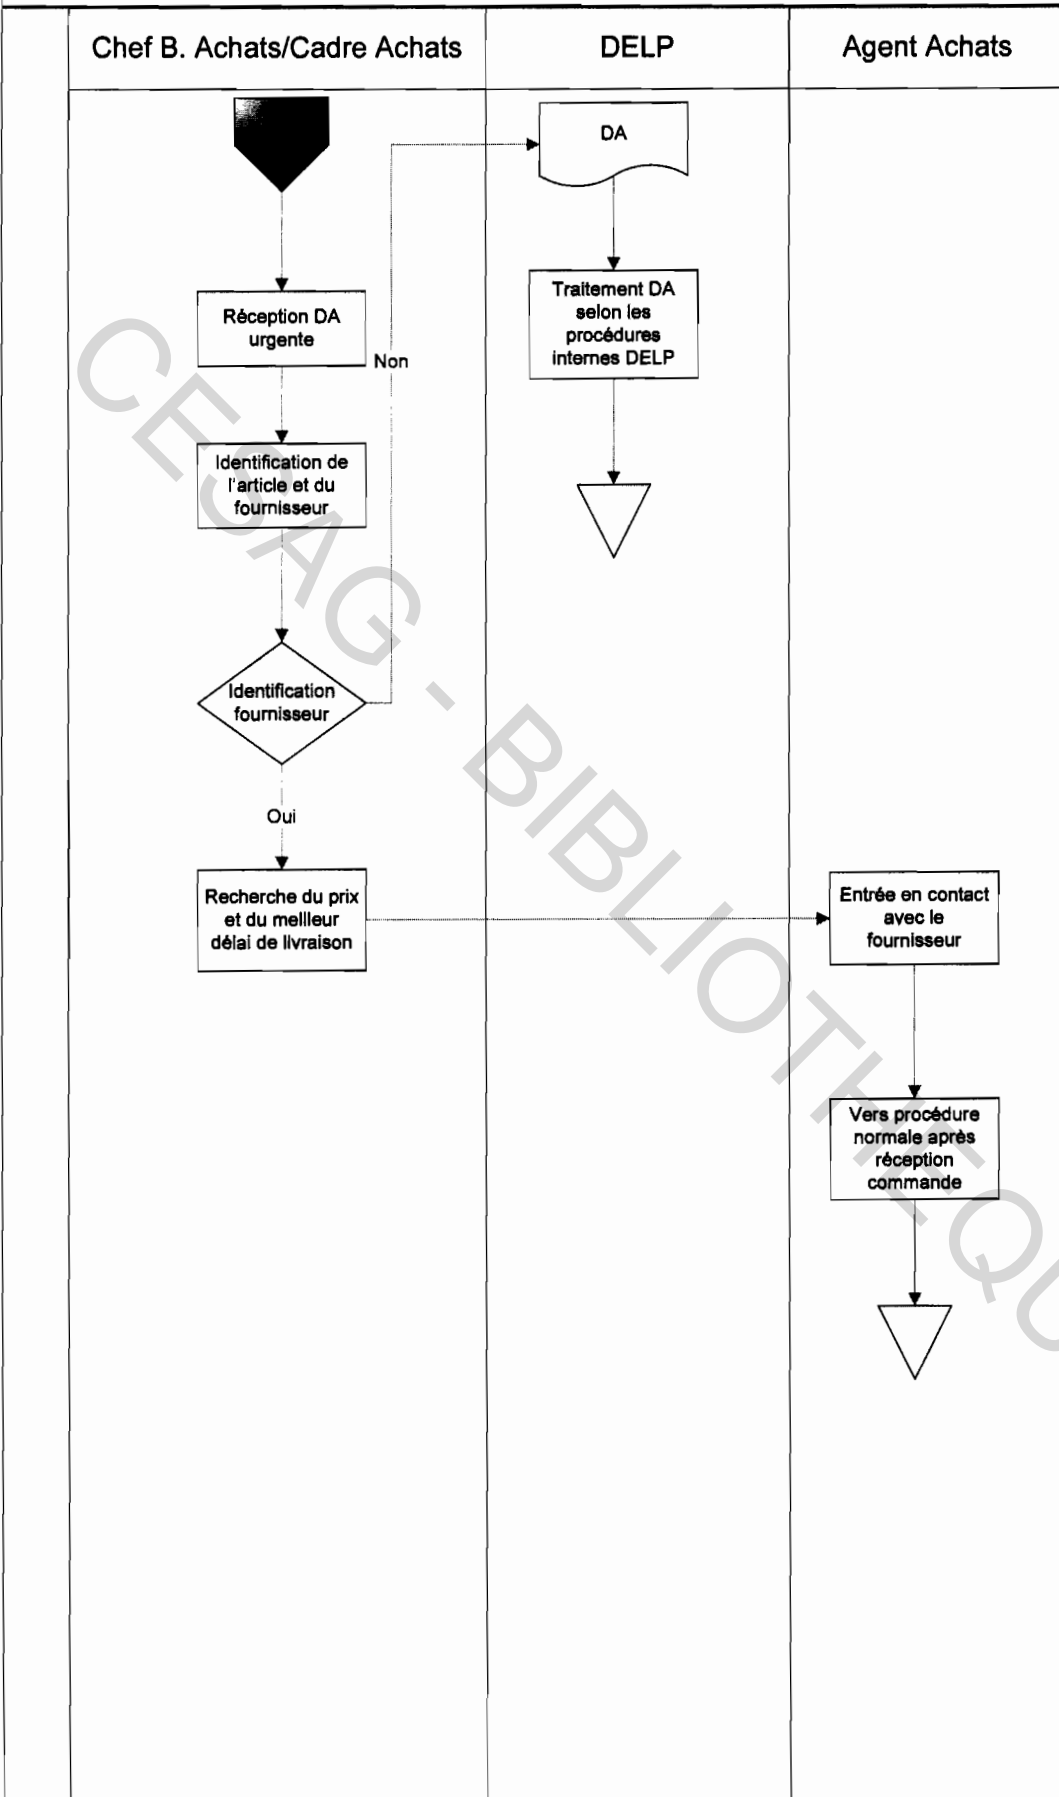 Chef B. Achats/Cadre Achats
DELP
Agent Achats
DA
Réception DA
urgente
Non
Traitement DA
selon les
procédures
internes DELP
Identification de
l'article et du
fournisseur
Identification
fournisseur
Oui
Recherche du prix
et du meilleur
délai de livraison
Entrée en contact
avec le
fournisseur
Vers procédure
normale après
réception
commande
CESAG - BIBLIOTHEQU